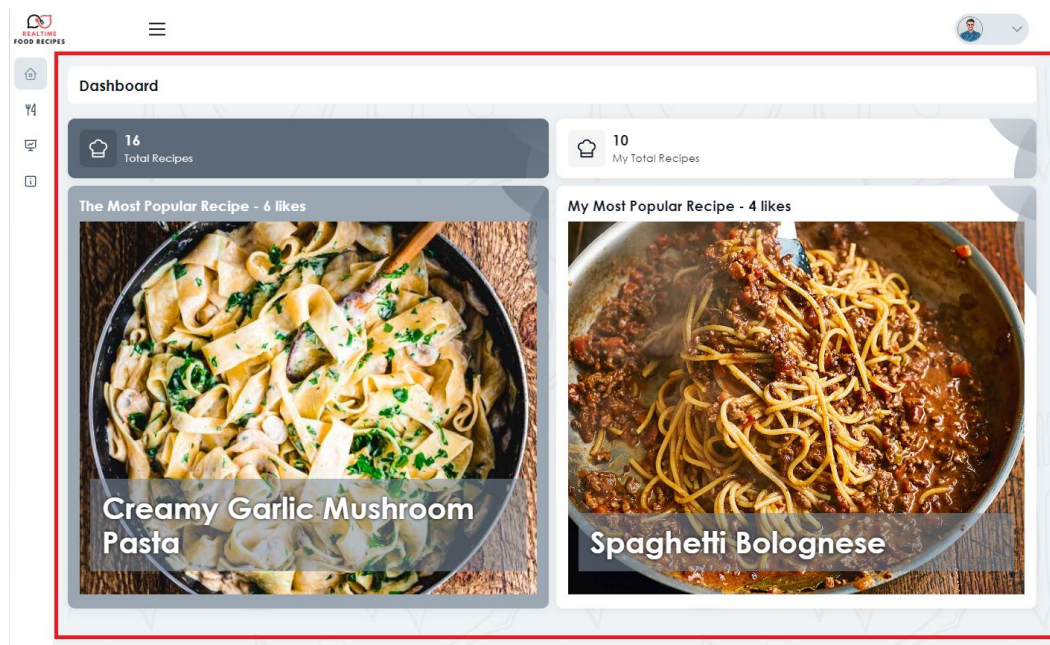 REALTIME
FOOD RECIPES
Dashboard
16
Total Recipes
10
My Total Recipes
The Most Popular Recipe - 6 likes
My Most Popular Recipe - 4 likes
Creamy Garlic Mushroom
Pasta
Spaghetti Bolognese